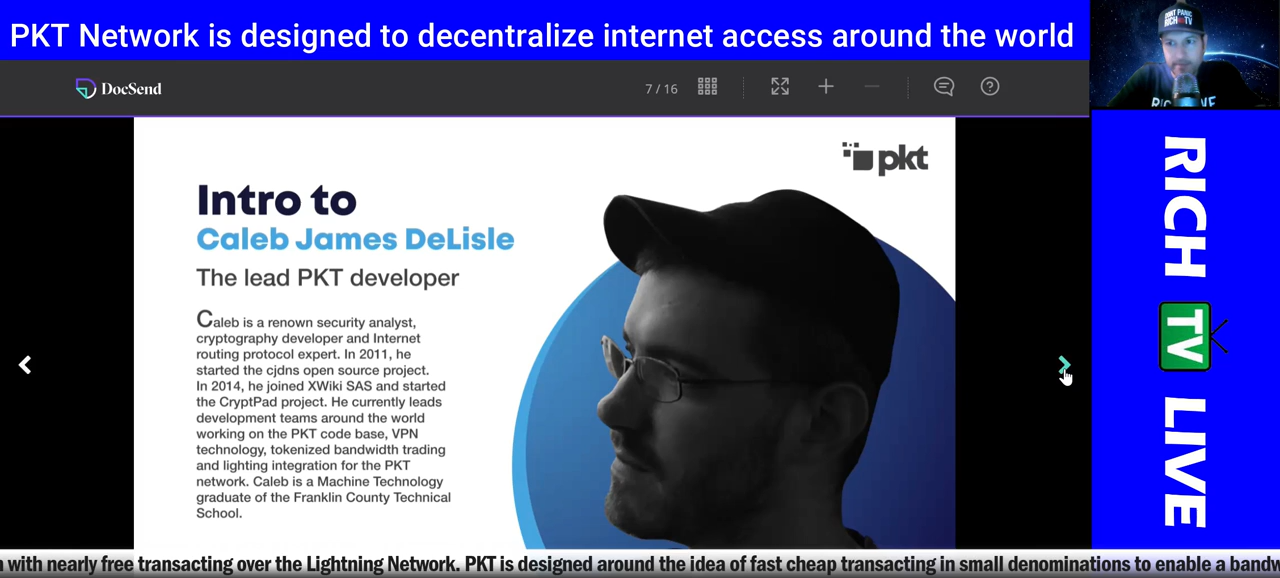 PKT Network is designed to decentralize internet access around the world
DON'T PANIC
RICH TV
DocSend
7 / 16
pkt
Intro to
Caleb James DeLisle
The lead PKT developer
Caleb is a renown security analyst,
cryptography developer and Internet
routing protocol expert. In 2011, he
started the cjdns open source project.
In 2014, he joined XWiki SAS and started
the CryptPad project. He currently leads
development teams around the world
working on the PKT code base, VPN
technology, tokenized bandwidth trading
and lighting integration for the PKT
network. Caleb is a Machine Technology
graduate of the Franklin County Technical
School.
RICH TV LIVE
with nearly free transacting over the Lightning Network. PKT is designed around the idea of fast cheap transacting in small denominations to enable a